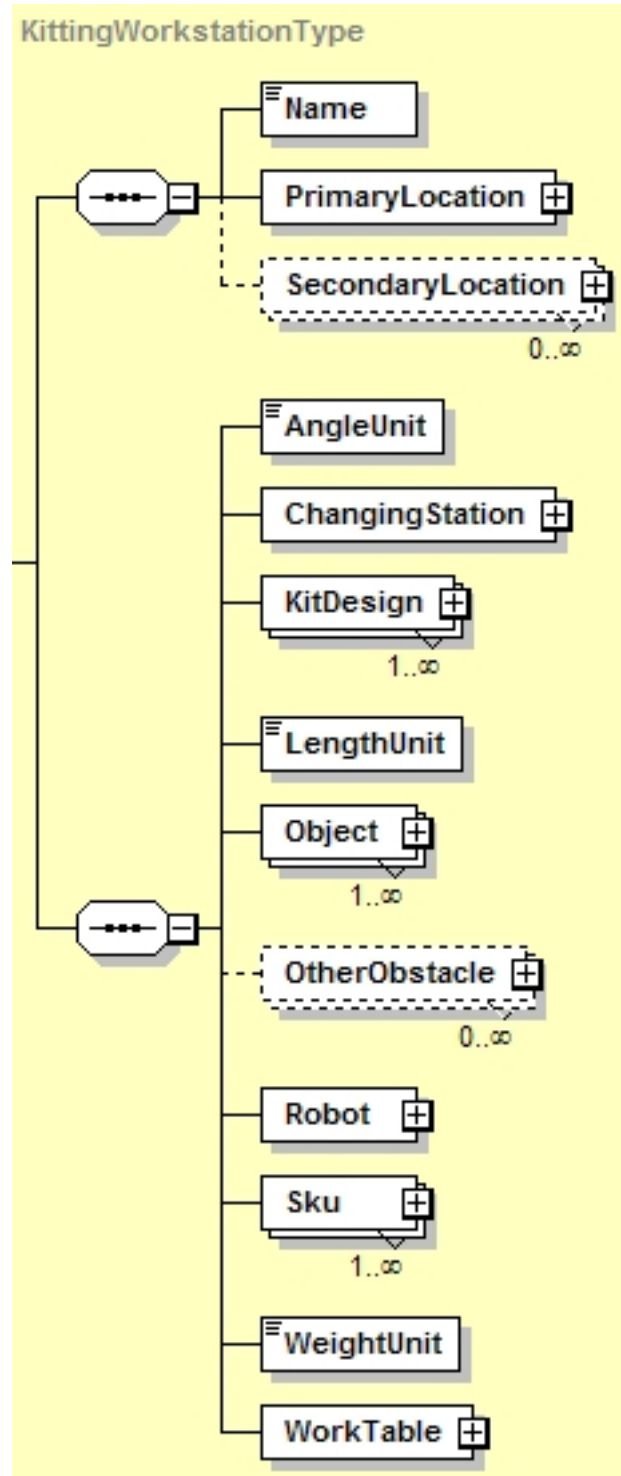 KittingWorkstationType
Name
PrimaryLocation
SecondaryLocation
0..∞
AngleUnit
ChangingStation
KitDesign
1..∞
LengthUnit
Object
1..∞
OtherObstacle
0..∞
Robot
Sku
1..∞
WeightUnit
WorkTable